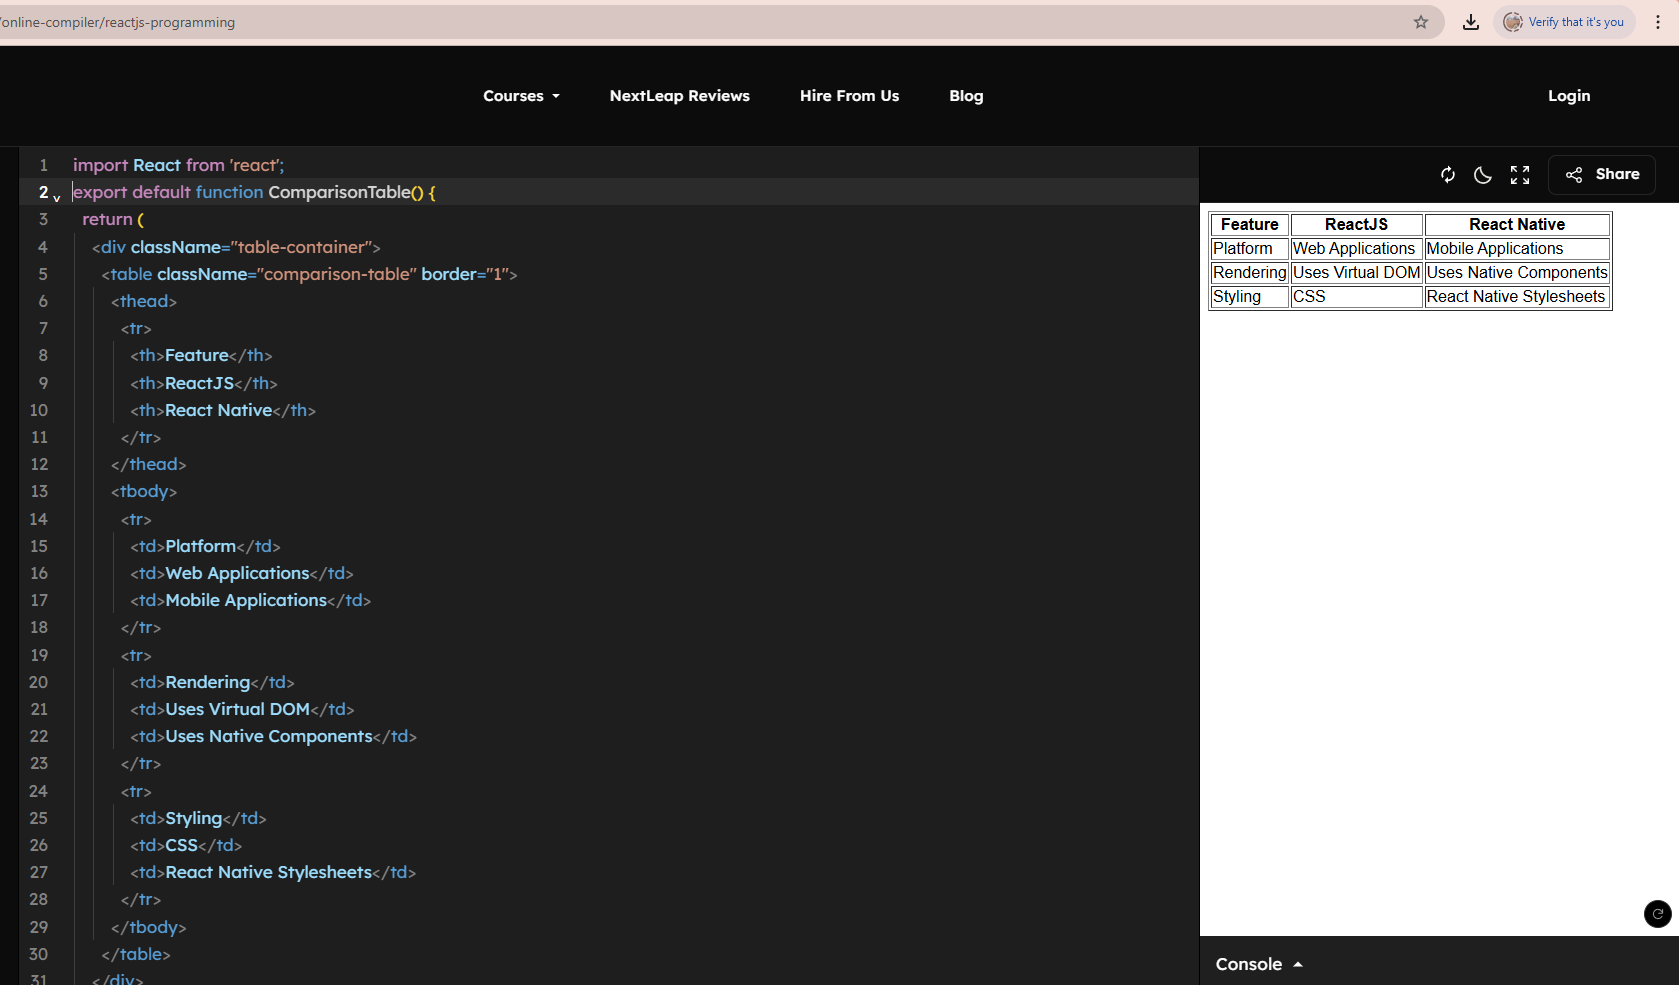 /online-compiler/reactjs-programming
Verify that it's you
Courses
NextLeap Reviews
Hire From Us
Blog
Login
1 import React from 'react';
2 export default function ComparisonTable() {
3 return (
4 <div className="table-container">
5 <table className="comparison-table" border="1">
6 <thead>
7 <tr>
8 <th>Feature</th>
9 <th>ReactJS</th>
10 <th>React Native</th>
11 </tr>
12 </thead>
13 <tbody>
14 <tr>
15 <td>Platform</td>
16 <td>Web Applications</td>
17 <td>Mobile Applications</td>
18 </tr>
19 <tr>
20 <td>Rendering</td>
21 <td>Uses Virtual DOM</td>
22 <td>Uses Native Components</td>
23 </tr>
24 <tr>
25 <td>Styling</td>
26 <td>CSS</td>
27 <td>React Native Stylesheets</td>
28 </tr>
29 </tbody>
30 </table>
31 </div>
Share
Feature ReactJS React Native
Platform Web Applications Mobile Applications
Rendering Uses Virtual DOM Uses Native Components
Styling CSS React Native Stylesheets
Console